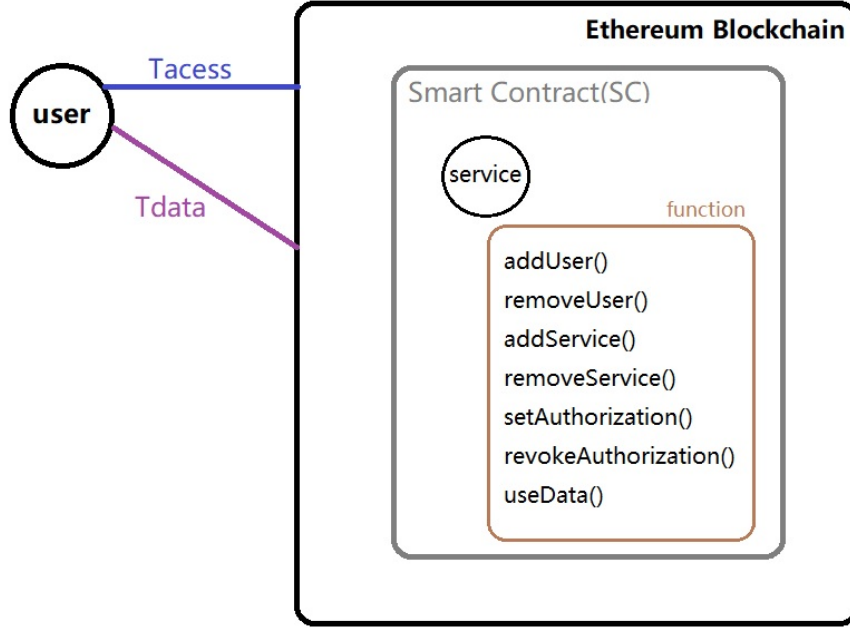 Ethereum Blockchain
Tacess
Smart Contract(SC)
user
service
Tdata
function
addUser()
removeUser()
addService()
removeService()
setAuthorization()
revokeAuthorization()
useData()